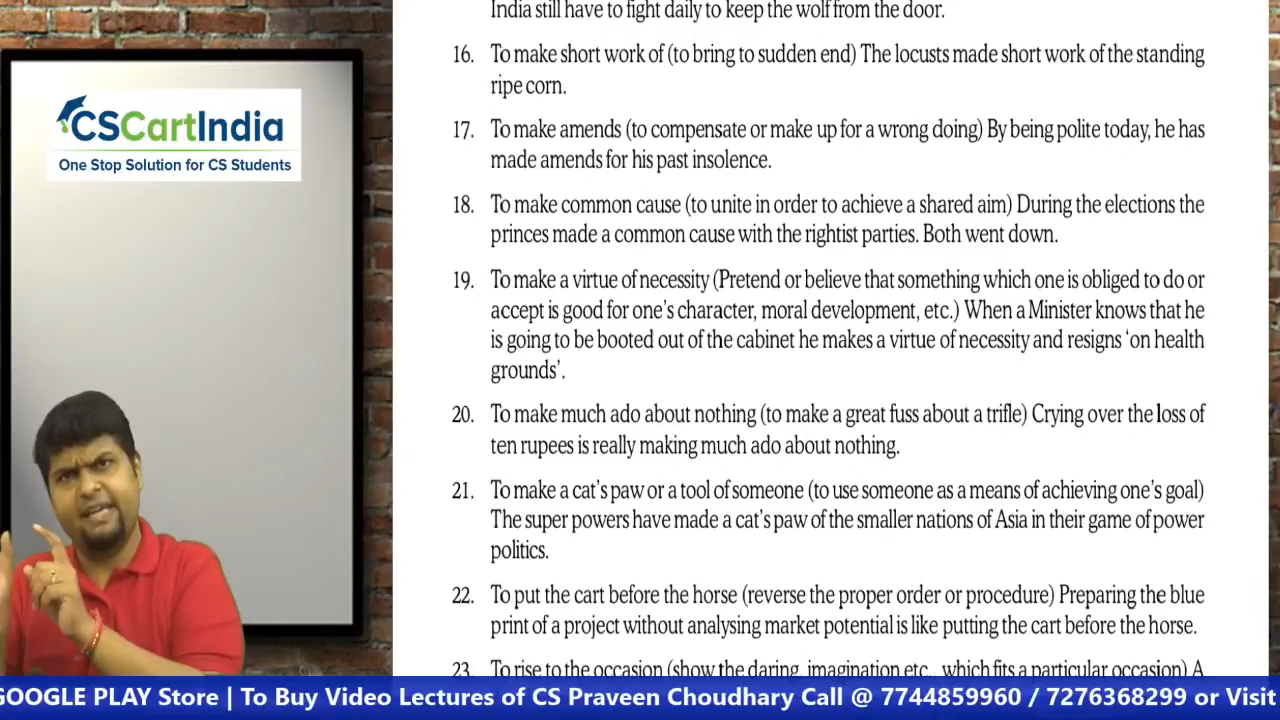 India still have to fight daily to keep the wolf from the door.
16. To make short work of (to bring to sudden end) The locusts made short work of the standing
ripe corn.
17. To make amends (to compensate or make up for a wrong doing) By being polite today, he has
made amends for his past insolence.
18. To make common cause (to unite in order to achieve a shared aim) During the elections the
princes made a common cause with the rightist parties. Both went down.
19. To make a virtue of necessity (Pretend or believe that something which one is obliged to do or
accept is good for one's character, moral development, etc.) When a Minister knows that he
is going to be booted out of the cabinet he makes a virtue of necessity and resigns ‘on health
grounds’.
20. To make much ado about nothing (to make a great fuss about a trifle) Crying over the loss of
ten rupees is really making much ado about nothing.
21. To make a cat's paw or a tool of someone (to use someone as a means of achieving one's goal)
The super powers have made a cat's paw of the smaller nations of Asia in their game of power
politics.
22. To put the cart before the horse (reverse the proper order or procedure) Preparing the blue
print of a project without analysing market potential is like putting the cart before the horse.
23. To rise to the occasion (show the daring, imagination etc., which fits a particular occasion) A
CSCartIndia
One Stop Solution for CS Students
GOOGLE PLAY Store | To Buy Video Lectures of CS Praveen Choudhary Call @ 7744859960 / 7276368299 or Visit